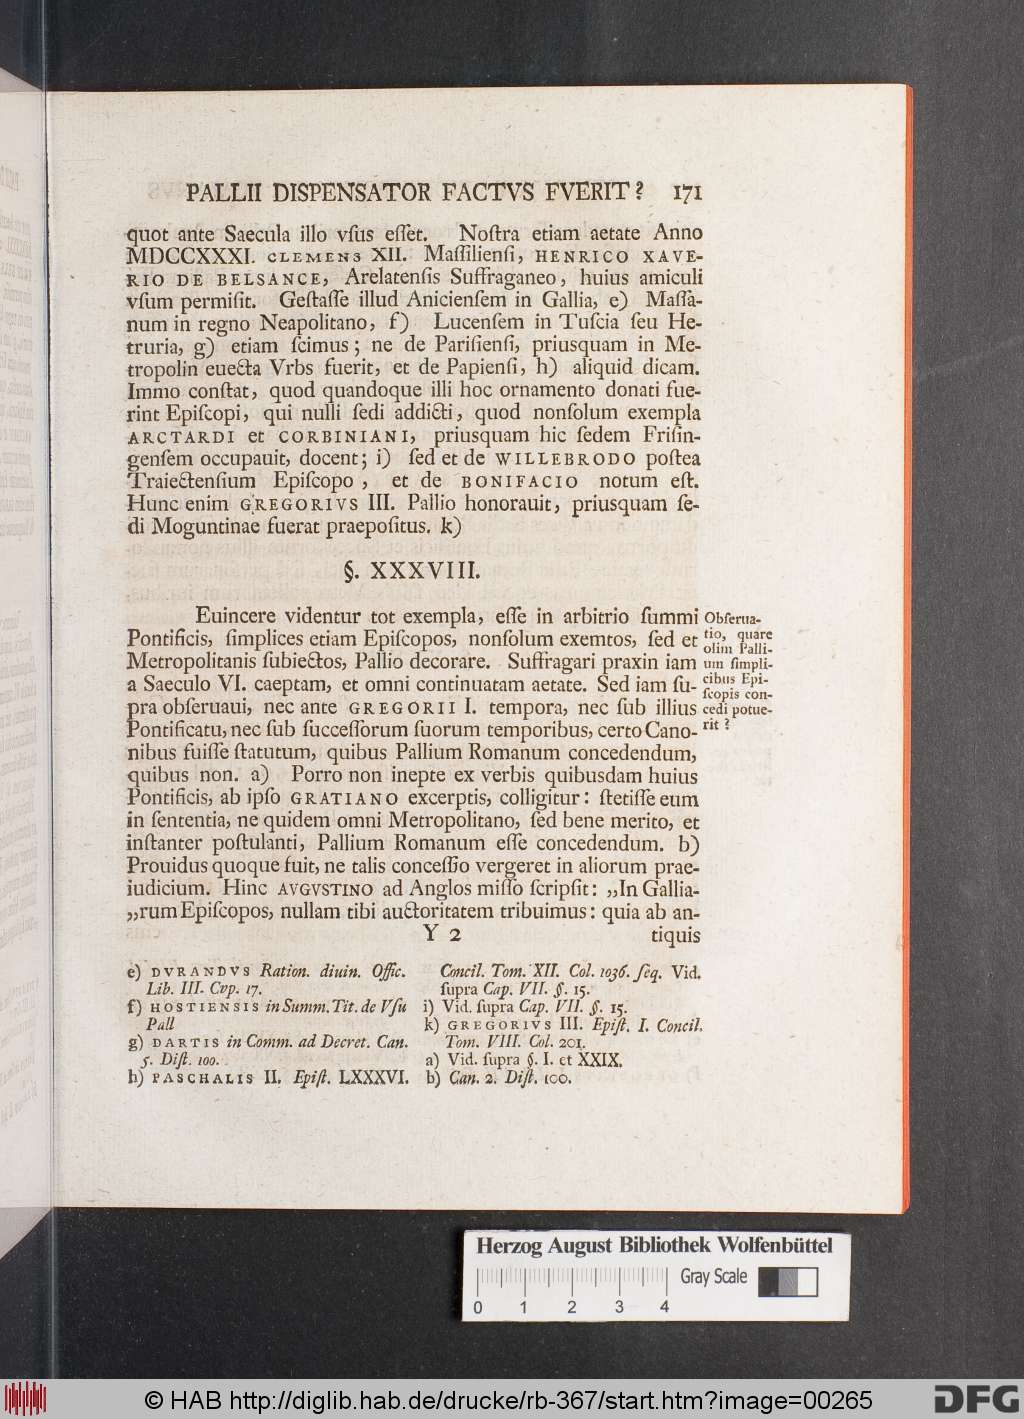 PALLII DISPENSATOR FACTVS FVERIT? 171
quot ante Saecula illo vſus eſſet. Noſtra etiam aetate Anno
MDCCXXXI. CLEMENS XII. Maſſilienſi, HENRICO XAVE-
RIO DE BELSANCE, Arelatenſis Suffraganeo, huius amiculi
vſum permiſit. Geſtaſſe illud Anicienſem in Gallia, e) Maſſà-
num in regno Neapolitano, f) Lucenſem in Tuſcia ſeu He-
truria, g) etiam ſcimus; ne de Pariſienſi, priusquam in Me-
tropolin euecta Vrbs fuerit, et de Papienſi, h) aliquid dicam.
Immo conſtat, quod quandoque illi hoc ornamento donati fue-
rint Epiſcopi, qui nulli ſedi addicti, quod nonſolum exempla
ARCTARDI et CORBINIANI, priusquam hic ſedem Friſin-
genſem occupauit, docent; i) ſed et de WILLEBRODO poſtea
Traiectenſium Epiſcopo, et de BONIFACIO notum eſt.
Hunc enim GREGORIVS III. Pallio honorauit, priusquam ſe-
di Moguntinae fuerat praepoſitus. k)
§. XXXVIII.
Euincere videntur tot exempla, eſſe in arbitrio ſummi
Pontificis, ſimplices etiam Epiſcopos, nonſolum exemtos, ſed et
Metropolitanis ſubiectos, Pallio decorare. Suffragari praxin iam
a Saeculo VI. caeptam, et omni continuatam aetate. Sed iam ſu-
pra obſeruaui, nec ante GREGORII I. tempora, nec ſub illius
Pontificatu, nec ſub ſucceſſorum ſuorum temporibus, certo Cano-
nibus fuiſſe ſtatutum, quibus Pallium Romanum concedendum,
quibus non. a) Porro non inepte ex verbis quibusdam huius
Pontificis, ab ipſo GRATIANO excerptis, colligitur: ſtetiſſe eum
in ſententia, ne quidem omni Metropolitano, ſed bene merito, et
inſtanter poſtulanti, Pallium Romanum eſſe concedendum. b)
Prouidus quoque fuit, ne talis conceſſio vergeret in aliorum prae-
iudicium. Hinc AVGVSTINO ad Anglos miſſo ſcripſit: „In Gallia-
„rum Epiſcopos, nullam tibi auctoritatem tribuimus: quia ab an-
Y 2 tiquis
Obſerua-
tio, quare
olim Palli-
um ſimpli-
cibus Epi-
ſcopis con-
cedi potue-
rit?
e) DVRANDVS Ration. diuin. Offic.
Lib. III. Cvp. 17.
f) HOSTIENSIS in Summ. Tit. de Vſu
Pall
g) DARTIS in Comm. ad Decret. Can.
5. Diſt. 100.
h) PASCHALIS II. Epiſt. LXXXVI.
Concil. Tom. XII. Col. 1036. ſeq. Vid.
ſupra Cap. VII. §. 15.
i) Vid. ſupra Cap. VII. §. 15.
k) GREGORIVS III. Epiſt. I. Concil.
Tom. VIII. Col. 201.
a) Vid. ſupra §. I. et XXIX.
b) Can. 2. Diſt. 100.
Herzog August Bibliothek Wolfenbüttel
Gray Scale
0 1 2 3 4
© HAB http://diglib.hab.de/drucke/rb-367/start.htm?image=00265
DFG